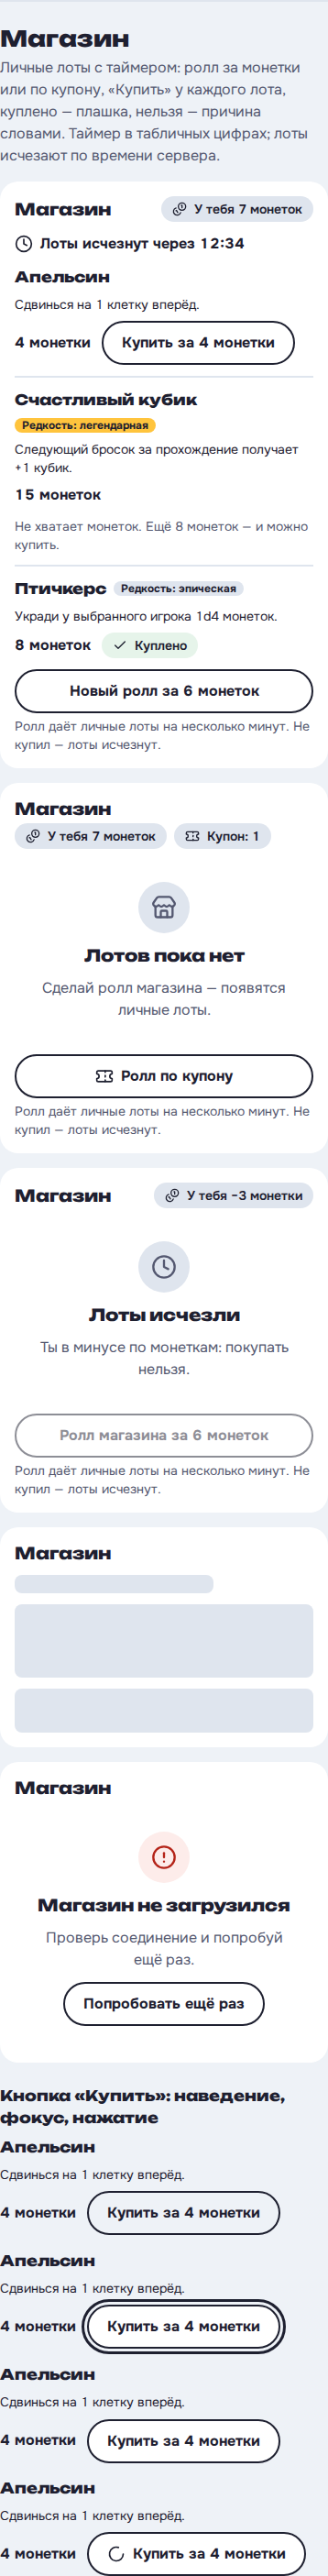 Магазин
Личные лоты с таймером: ролл за монетки
или по купону, «Купить» у каждого лота,
куплено — плашка, нельзя — причина
словами. Таймер в табличных цифрах; лоты
исчезают по времени сервера.
Магазин
У тебя 7 монеток
Лоты исчезнут через 12:34
Апельсин
Сдвинься на 1 клетку вперёд.
4 монетки
Купить за 4 монетки
Счастливый кубик
Редкость: легендарная
Следующий бросок за прохождение получает
+1 кубик.
15 монеток
Не хватает монеток. Ещё 8 монеток — и можно
купить.
Птичкерс
Редкость: эпическая
Укради у выбранного игрока 1d4 монеток.
8 монеток
Куплено
Новый ролл за 6 монеток
Ролл даёт личные лоты на несколько минут. Не
купил — лоты исчезнут.
Магазин
У тебя 7 монеток
Купон: 1
Лотов пока нет
Сделай ролл магазина — появятся
личные лоты.
Ролл по купону
Ролл даёт личные лоты на несколько минут. Не
купил — лоты исчезнут.
Магазин
У тебя −3 монетки
Лоты исчезли
Ты в минусе по монеткам: покупать
нельзя.
Ролл магазина за 6 монеток
Ролл даёт личные лоты на несколько минут. Не
купил — лоты исчезнут.
Магазин
Магазин
Магазин не загрузился
Проверь соединение и попробуй
ещё раз.
Попробовать ещё раз
Кнопка «Купить»: наведение,
фокус, нажатие
Апельсин
Сдвинься на 1 клетку вперёд.
4 монетки
Купить за 4 монетки
Апельсин
Сдвинься на 1 клетку вперёд.
4 монетки
Купить за 4 монетки
Апельсин
Сдвинься на 1 клетку вперёд.
4 монетки
Купить за 4 монетки
Апельсин
Сдвинься на 1 клетку вперёд.
4 монетки
Купить за 4 монетки